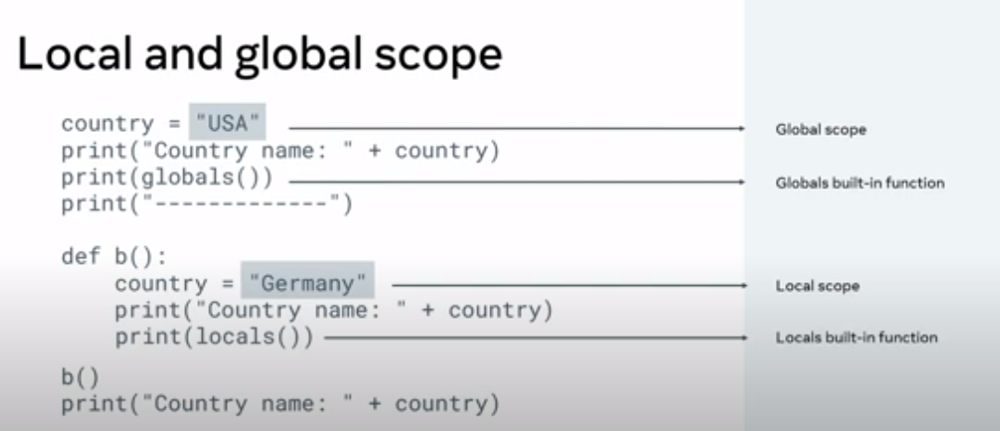 Local and global scope
country = "USA"
Global scope
print("Country name: " + country)
print(globals())
Globals built-in function
print("-------------")
def b():
country = "Germany"
Local scope
print("Country name: " + country)
print(locals())
Locals built-in function
b()
print("Country name: " + country)